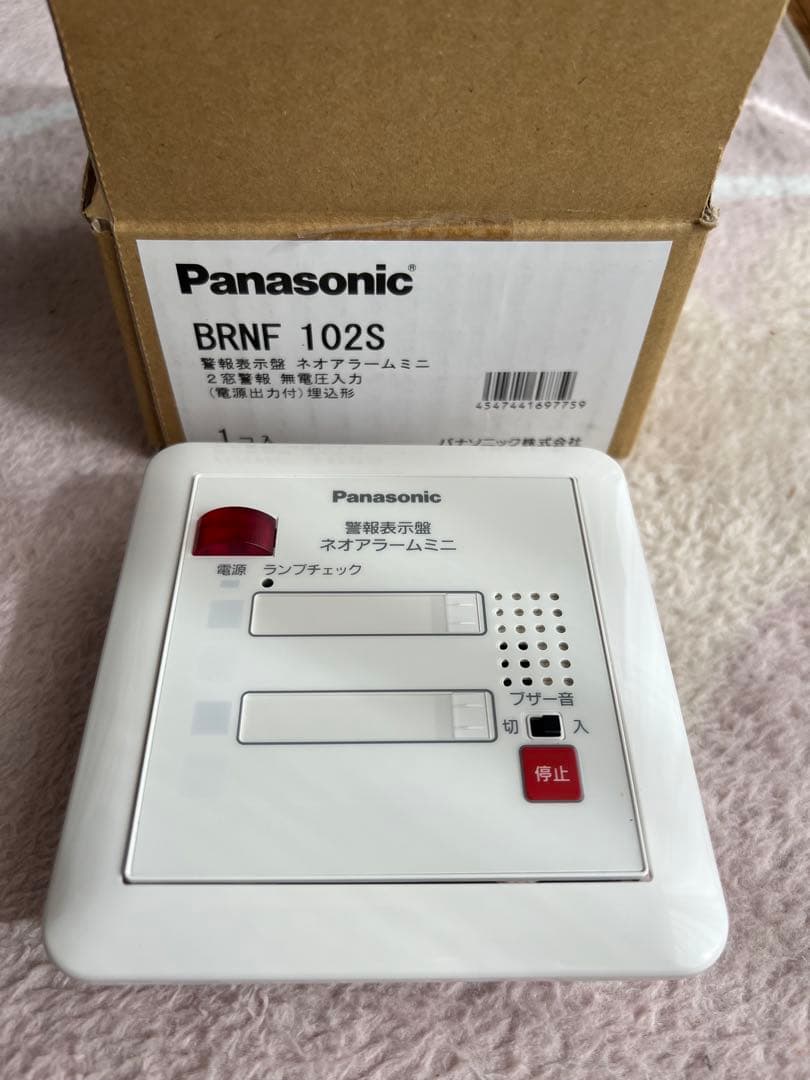 Panasonic®
BRNF 102S
警報表示盤 ネオアラームミニ
2窓警報 無電圧入力
(電源出力付)埋込形
4547441697759
1コ入
パナソニック株式会社
Panasonic
警報表示盤
ネオアラームミニ
電源 ランプチェック
ブザー音
切 入
停止